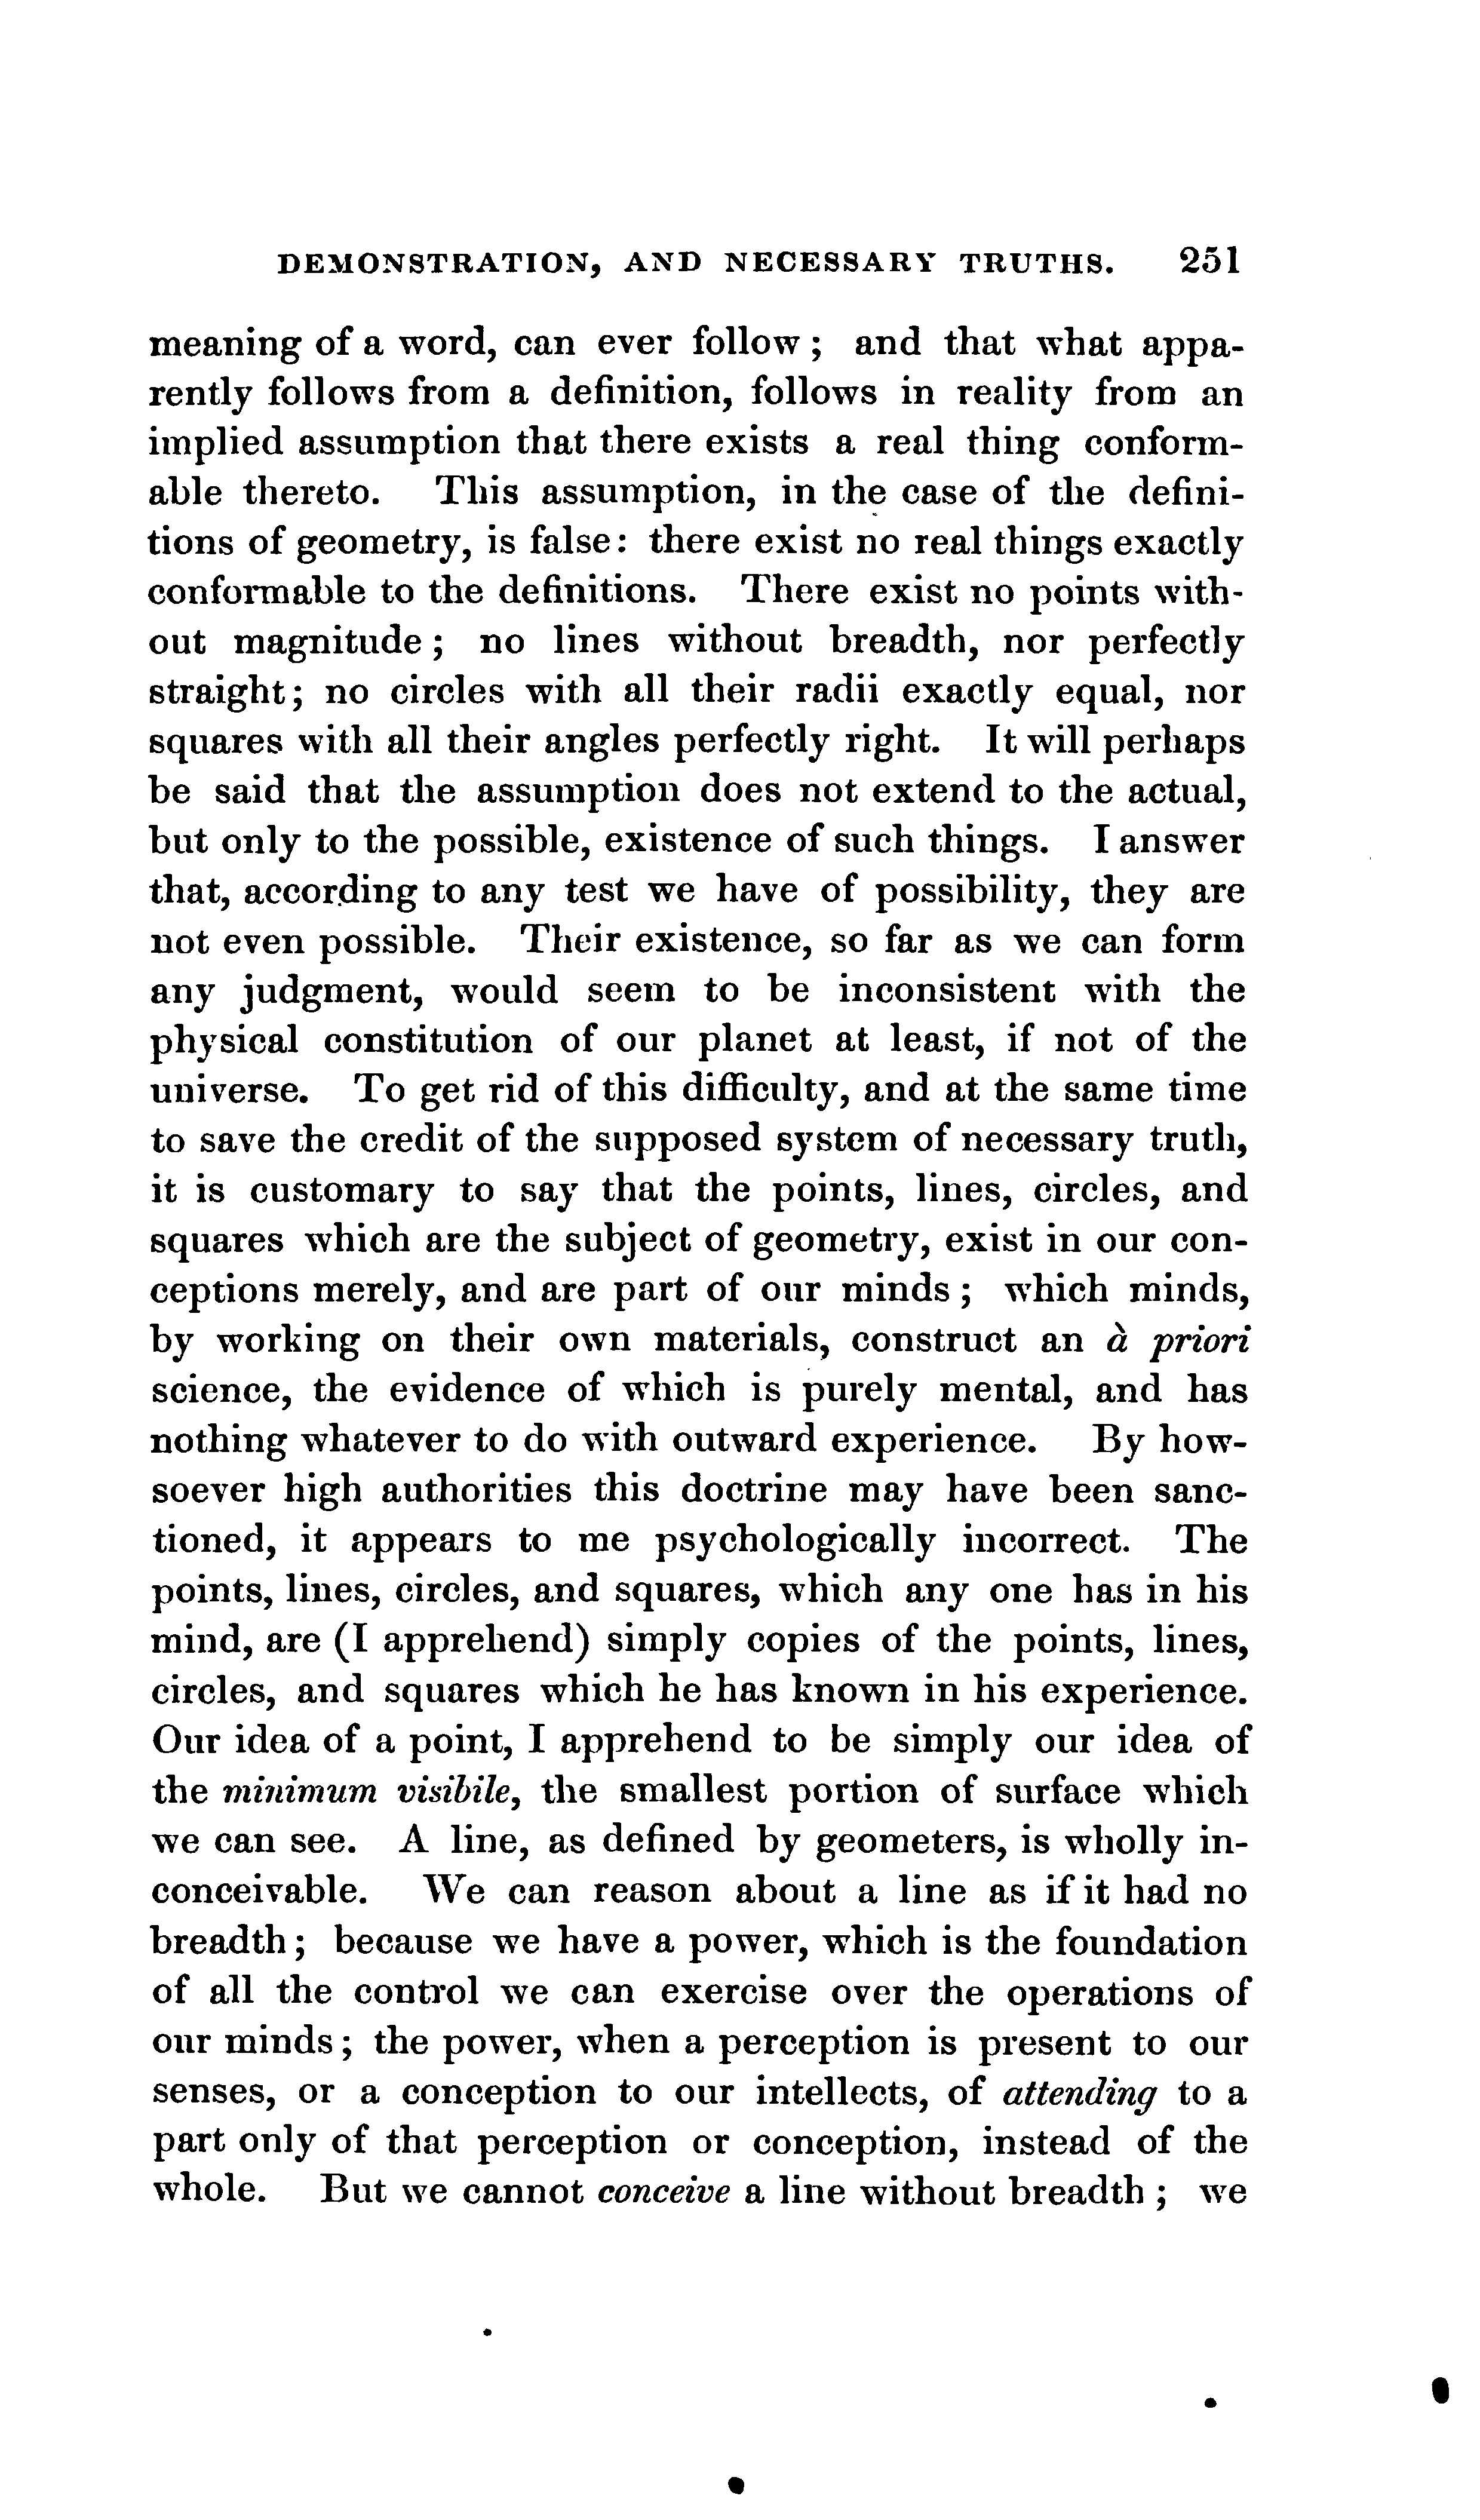 DEMONSTRATION, AND NECESSARY TRUTHS. 251
meaning of a word, can ever follow ; and that what appa-
rently follows from a definition, follows in reality from an
implied assumption that there exists a real thing conform-
able thereto. This assumption, in the case of the defini-
tions of geometry, is false: there exist no real things exactly
conformable to the definitions. There exist no points with-
out magnitude ; no lines without breadth, nor perfectly
straight; no circles with all their radii exactly equal, nor
squares with all their angles perfectly right. It will perhaps
be said that the assumption does not extend to the actual,
but only to the possible, existence of such things. I answer
that, according to any test we have of possibility, they are
not even possible. Their existence, so far as we can form
any judgment, would seem to be inconsistent with the
physical constitution of our planet at least, if not of the
universe. To get rid of this difficulty, and at the same time
to save the credit of the supposed system of necessary truth,
it is customary to say that the points, lines, circles, and
squares which are the subject of geometry, exist in our con-
ceptions merely, and are part of our minds ; which minds,
by working on their own materials, construct an à priori
science, the evidence of which is purely mental, and has
nothing whatever to do with outward experience. By how-
soever high authorities this doctrine may have been sanc-
tioned, it appears to me psychologically incorrect. The
points, lines, circles, and squares, which any one has in his
mind, are (I apprehend) simply copies of the points, lines,
circles, and squares which he has known in his experience.
Our idea of a point, I apprehend to be simply our idea of
the minimum visibile, the smallest portion of surface which
we can see. A line, as defined by geometers, is wholly in-
conceivable. We can reason about a line as if it had no
breadth ; because we have a power, which is the foundation
of all the control we can exercise over the operations of
our minds ; the power, when a perception is present to our
senses, or a conception to our intellects, of attending to a
part only of that perception or conception, instead of the
whole. But we cannot conceive a line without breadth ; we